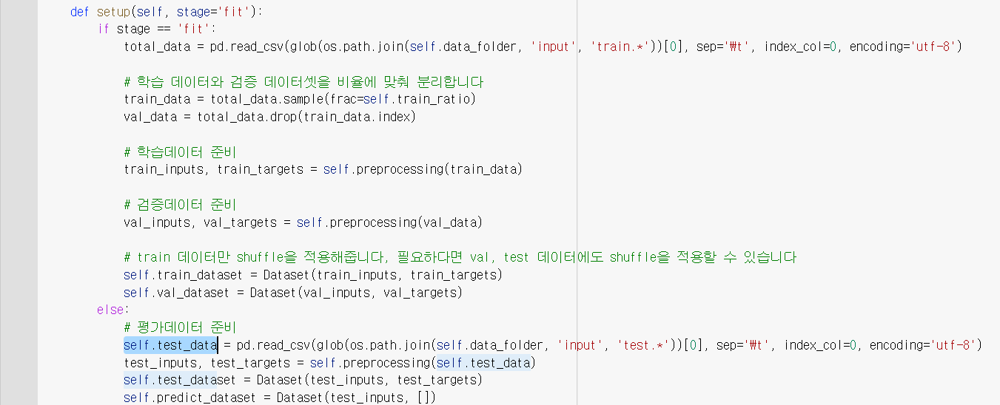 def setup(self, stage='fit'):
    if stage == 'fit':
        total_data = pd.read_csv(glob(os.path.join(self.data_folder, 'input', 'train.*'))[0], sep='₩t', index_col=0, encoding='utf-8')

        # 학습 데이터와 검증 데이터셋을 비율에 맞춰 분리합니다
        train_data = total_data.sample(frac=self.train_ratio)
        val_data = total_data.drop(train_data.index)

        # 학습데이터 준비
        train_inputs, train_targets = self.preprocessing(train_data)

        # 검증데이터 준비
        val_inputs, val_targets = self.preprocessing(val_data)

        # train 데이터만 shuffle을 적용해줍니다, 필요하다면 val, test 데이터에도 shuffle을 적용할 수 있습니다
        self.train_dataset = Dataset(train_inputs, train_targets)
        self.val_dataset = Dataset(val_inputs, val_targets)
    else:
        # 평가데이터 준비
        self.test_data = pd.read_csv(glob(os.path.join(self.data_folder, 'input', 'test.*'))[0], sep='₩t', index_col=0, encoding='utf-8')
        test_inputs, test_targets = self.preprocessing(self.test_data)
        self.test_dataset = Dataset(test_inputs, test_targets)
        self.predict_dataset = Dataset(test_inputs, [])